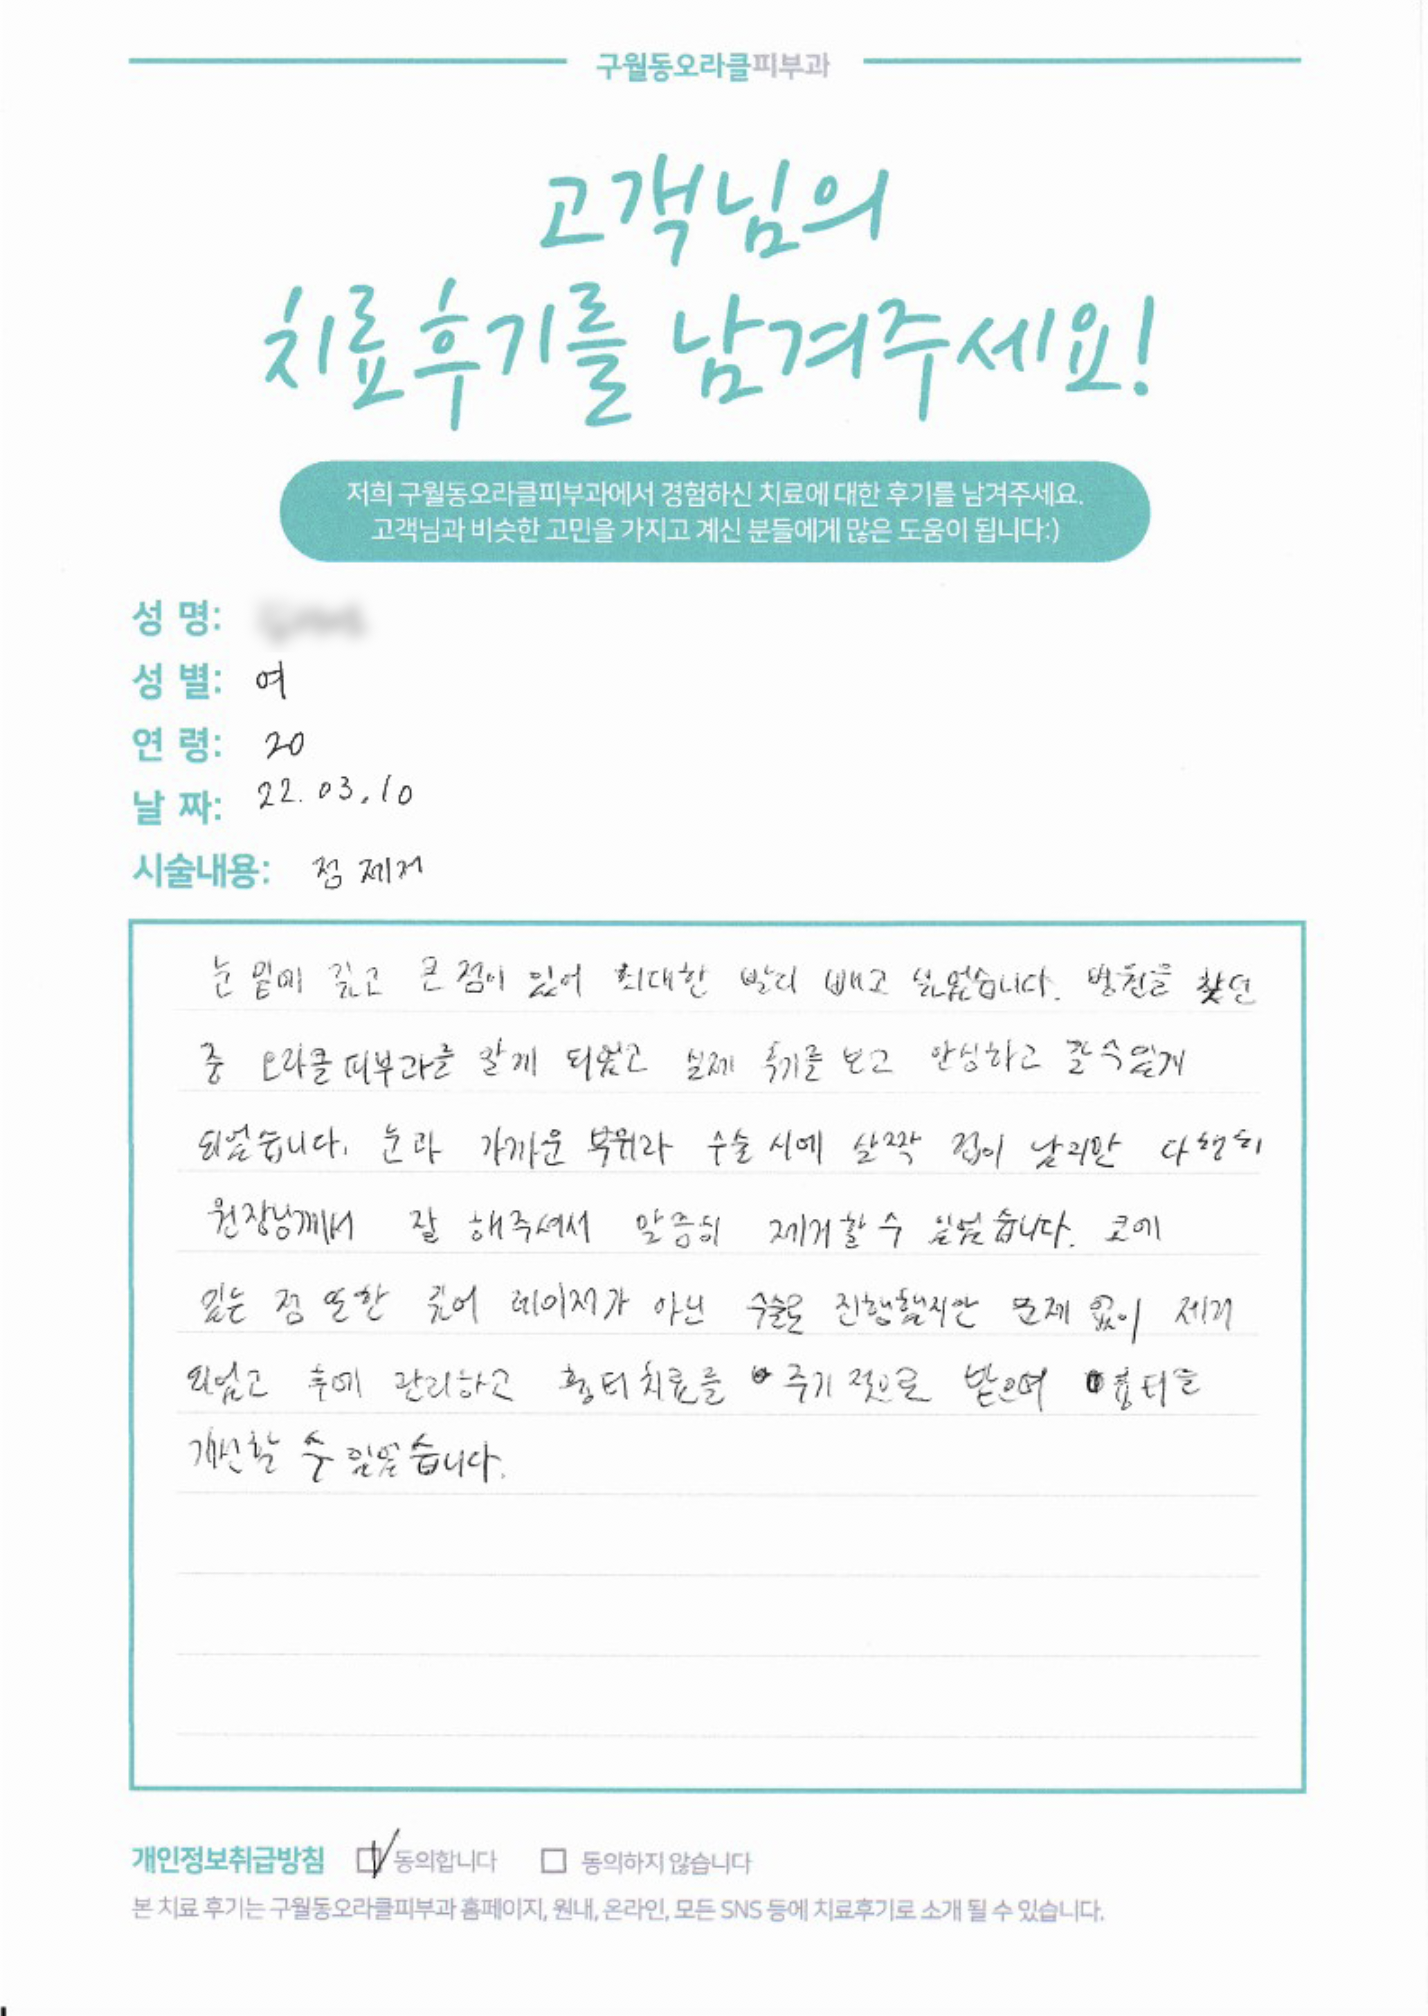 구월동오라클피부과
고객님의
치료후기를 남겨주세요!
저희 구월동오라클피부과에서 경험하신 치료에 대한 후기를 남겨주세요.
고객님과 비슷한 고민을 가지고 계신 분들에게 많은 도움이 됩니다:)
성 명:
성 별: 여
연 령: 20
날 짜: 22.03.10
시술내용: 점 제거
눈 밑에 깊고 큰 점이 있어 최대한 빨리 빼고 싶었습니다. 병원을 찾던
중 오라클피부과를 알게 되었고 실제 후기를 보고 안심하고 갈 수 있게
되었습니다. 눈과 가까운 부위라 수술 시에 살짝 겁이 났지만 다행히
원장님께서 잘 해주셔서 말끔히 제거할 수 있었습니다. 코에
있는 점 또한 깊어 레이저가 아닌 수술로 진행했지만 문제 없이 제거
되었고 후에 관리하고 흉터치료를 주기적으로 받으며 흉터를
개선할 수 있었습니다.
개인정보취급방침 동의합니다 동의하지 않습니다
본 치료 후기는 구월동오라클피부과 홈페이지, 원내, 온라인, 모든 SNS 등에 치료후기로 소개 될 수 있습니다.